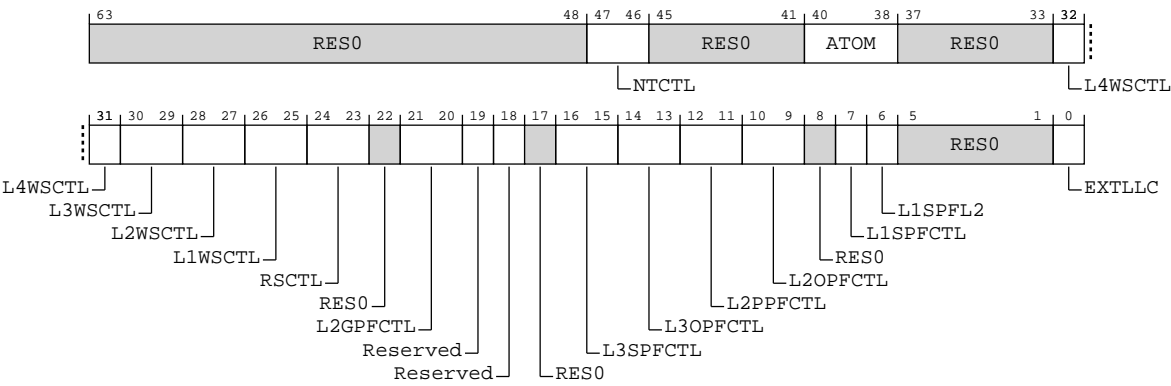 63 48 47 46 45 41 40 38 37 33 32
RES0 RES0 ATOM RES0
NTCTL L4WSCTL
31 30 29 28 27 26 25 24 23 22 21 20 19 18 17 16 15 14 13 12 11 10 9 8 7 6 5 1 0
RES0
L4WSCTL EXTLLC
L3WSCTL L1SPFL2
L2WSCTL L1SPFCTL
L1WSCTL RES0
RSCTL L2OPFCTL
RES0 L2PPFCTL
L2GPFCTL L3OPFCTL
Reserved L3SPFCTL
Reserved RES0